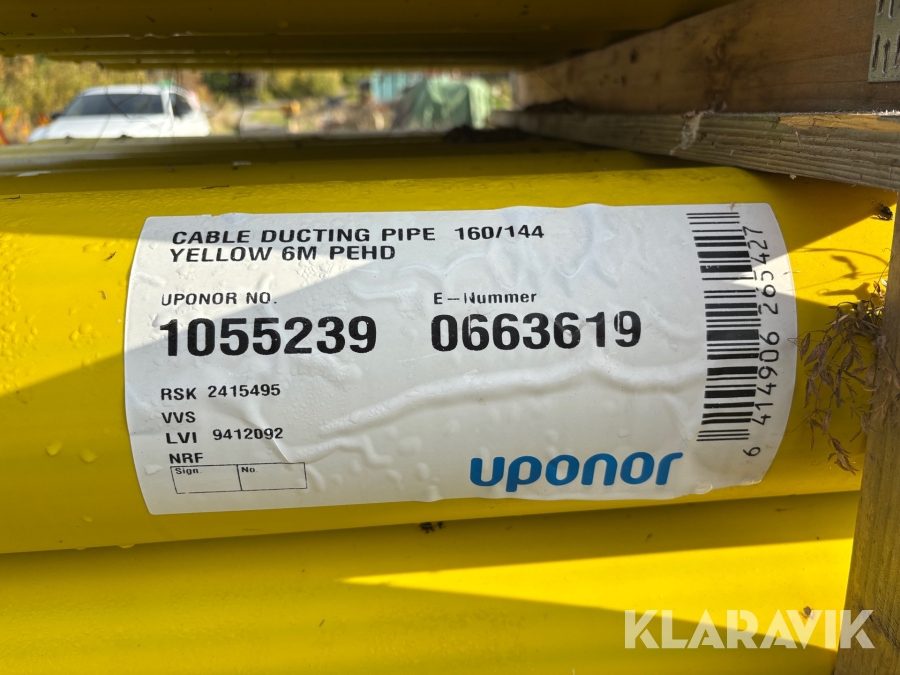 CABLE DUCTING PIPE 160/144
YELLOW 6M PEHD
UPONOR NO. E-Nummer
1055239 0663619
RSK 2415495
VVS
LVI 9412092
NRF
Sign. No.
uponor
6 414906 265427
KLARAVIK